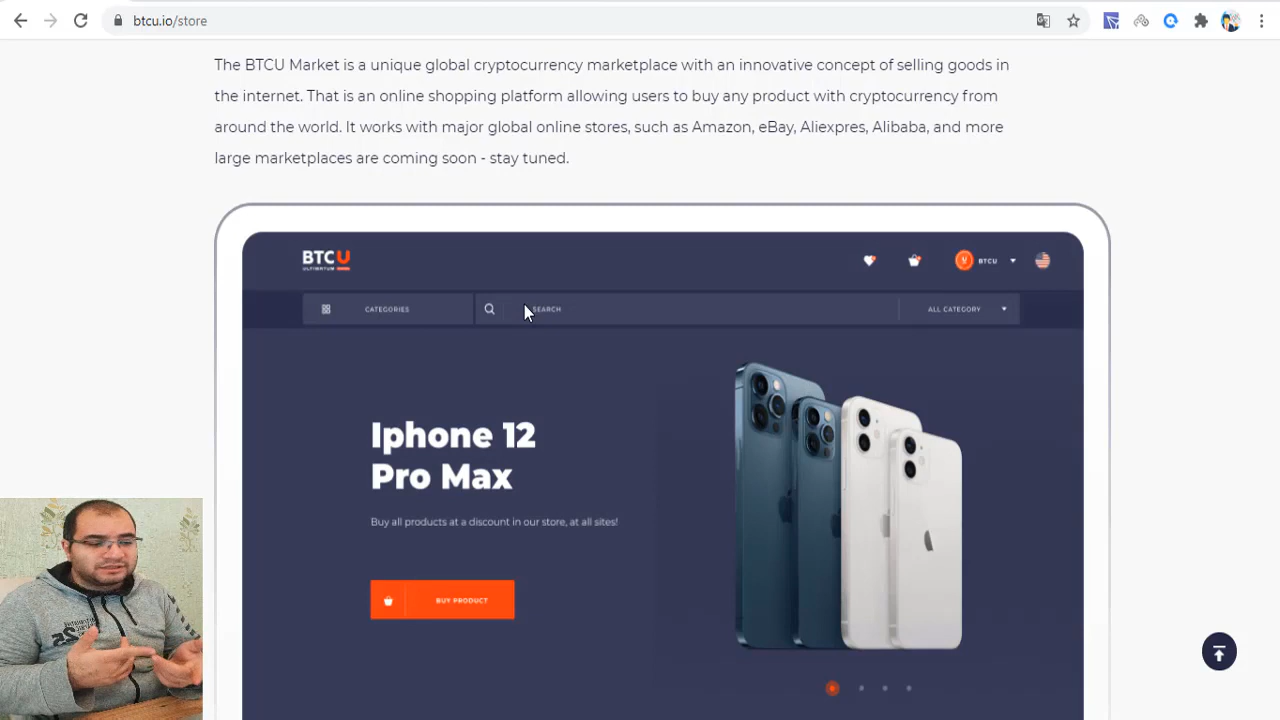 btcu.io/store
The BTCU Market is a unique global cryptocurrency marketplace with an innovative concept of selling goods in
the internet. That is an online shopping platform allowing users to buy any product with cryptocurrency from
around the world. It works with major global online stores, such as Amazon, eBay, Aliexpres, Alibaba, and more
large marketplaces are coming soon - stay tuned.
BTCU
ULTIMATUM
BTCU
CATEGORIES
SEARCH
ALL CATEGORY
Iphone 12
Pro Max
Buy all products at a discount in our store, at all sites!
BUY PRODUCT